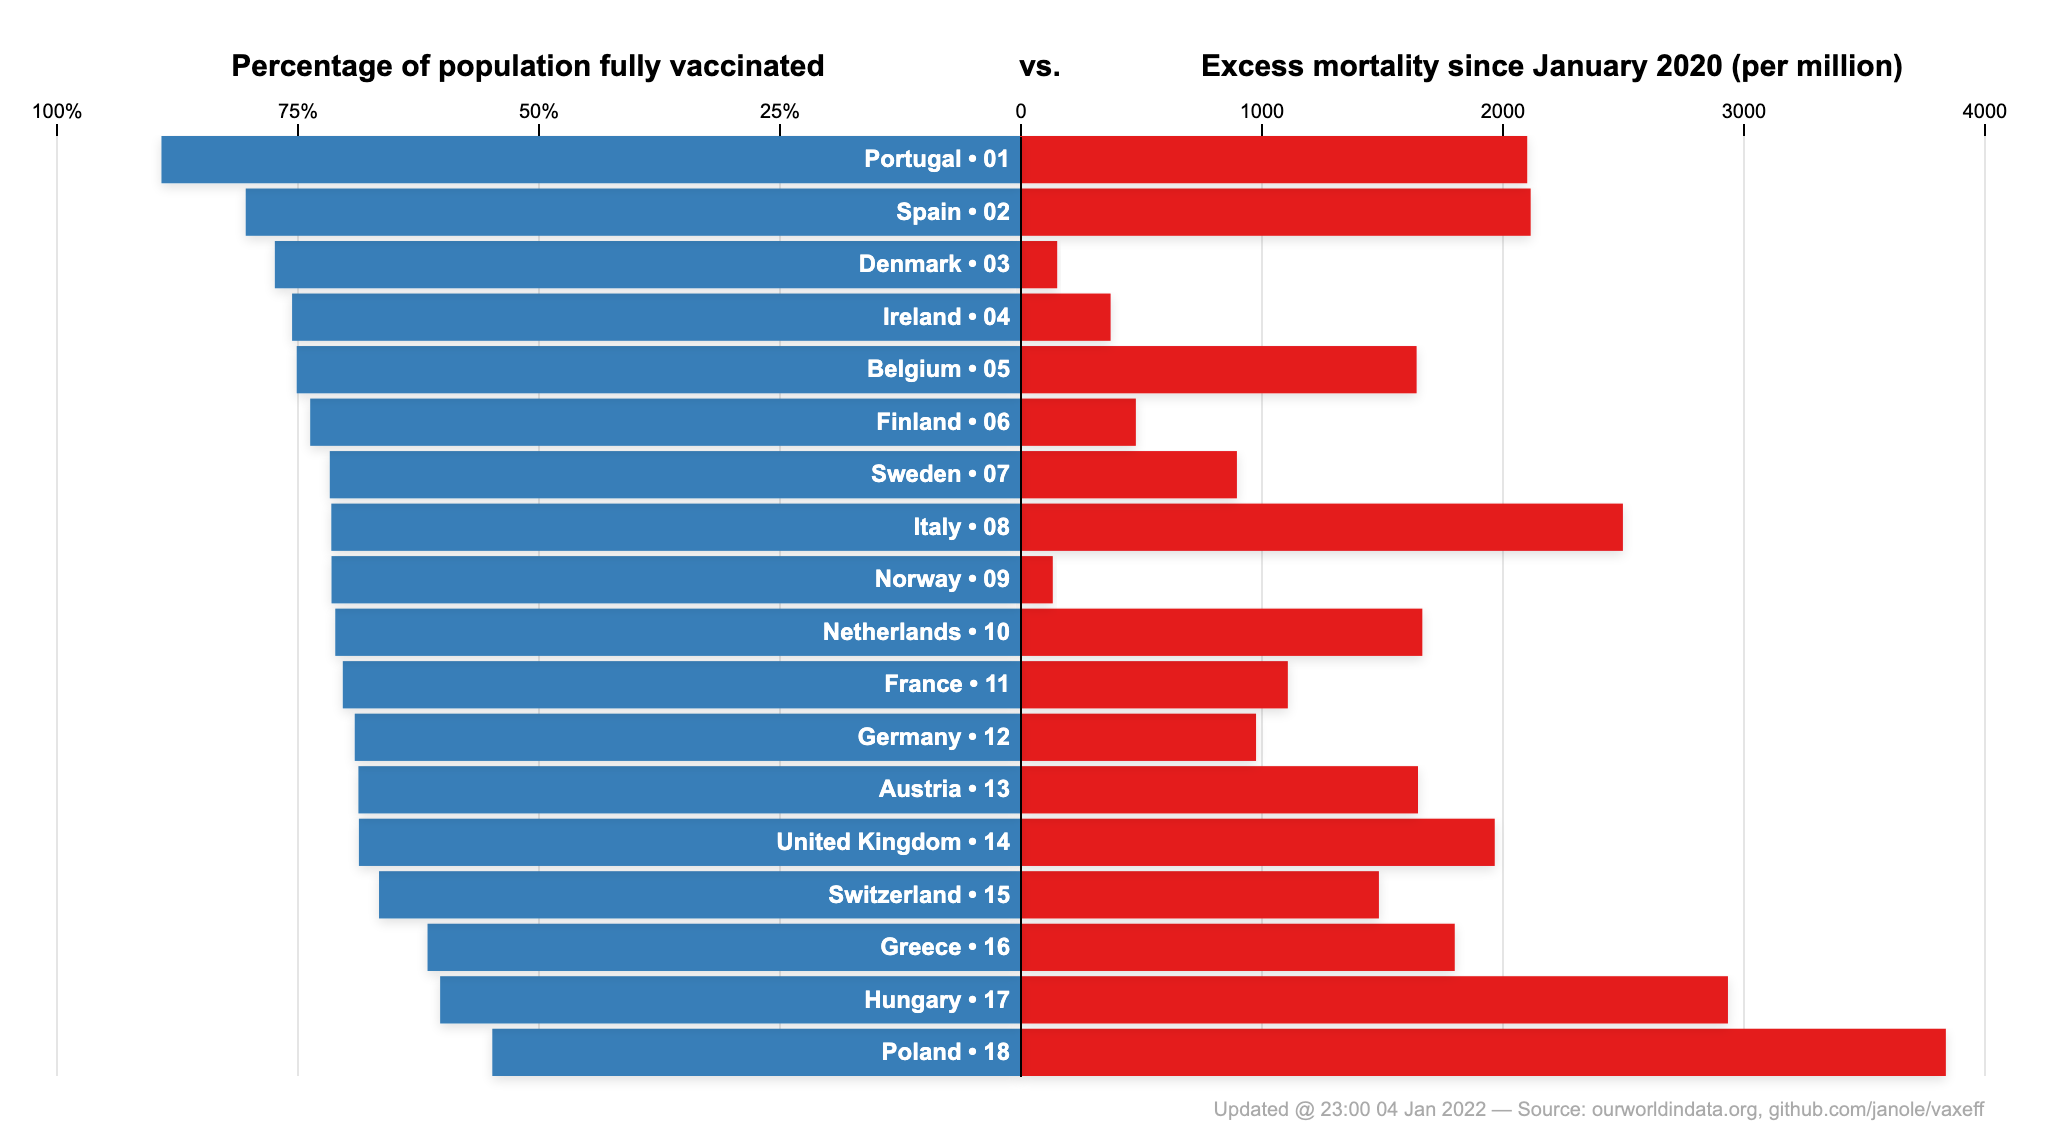 Percentage of population fully vaccinated vs. Excess mortality since January 2020 (per million)
100% 75% 50% 25% 0 1000 2000 3000 4000
Portugal • 01
Spain • 02
Denmark • 03
Ireland • 04
Belgium • 05
Finland • 06
Sweden • 07
Italy • 08
Norway • 09
Netherlands • 10
France • 11
Germany • 12
Austria • 13
United Kingdom • 14
Switzerland • 15
Greece • 16
Hungary • 17
Poland • 18
Updated @ 23:00 04 Jan 2022 — Source: ourworldindata.org, github.com/janole/vaxeff